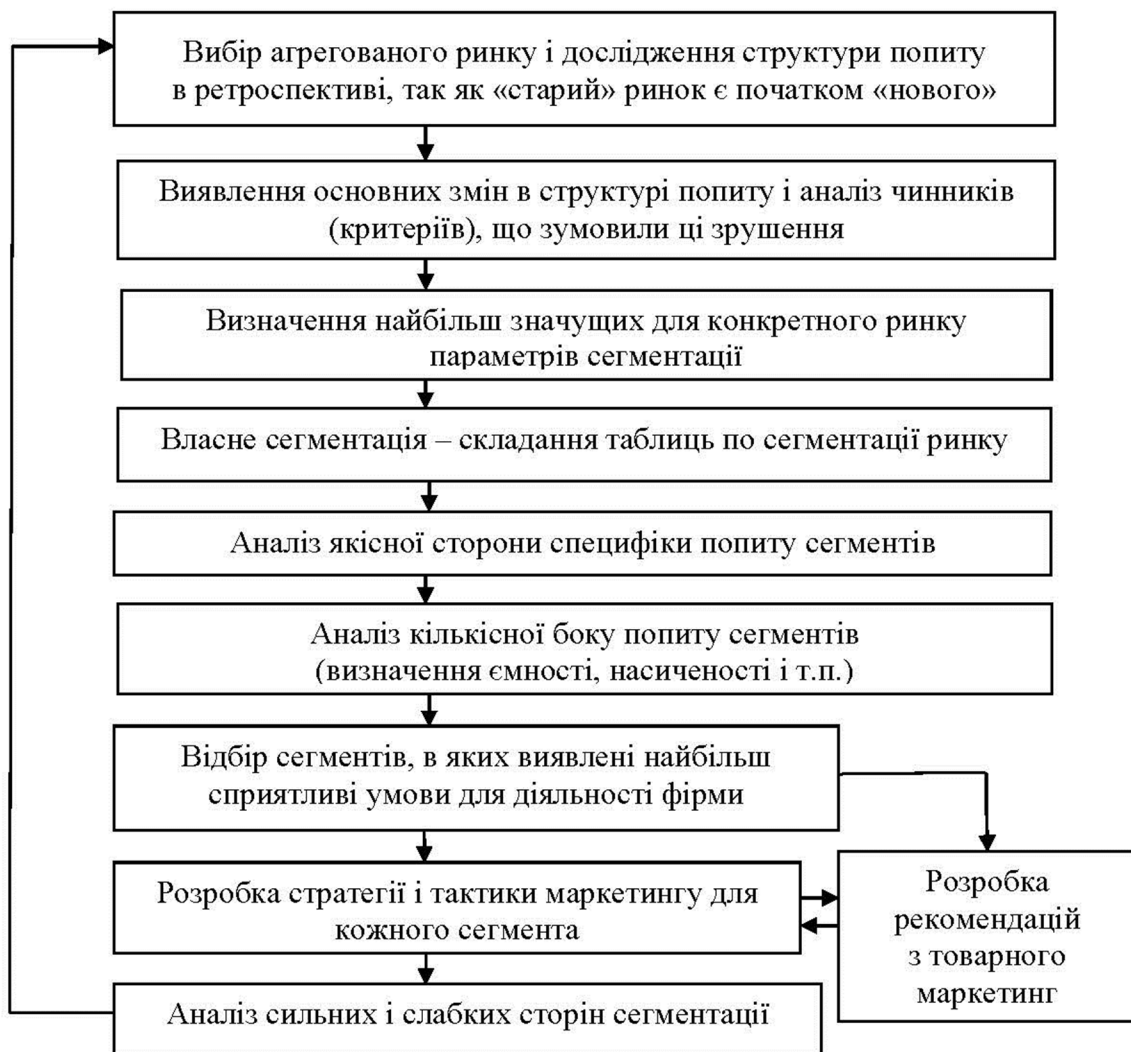 Вибір агрегованого ринку і дослідження структури попиту
в ретроспективі, так як «старий» ринок є початком «нового»
Виявлення основних змін в структурі попиту і аналіз чинників
(критеріїв), що зумовили ці зрушення
Визначення найбільш значущих для конкретного ринку
параметрів сегментації
Власне сегментація – складання таблиць по сегментації ринку
Аналіз якісної сторони специфіки попиту сегментів
Аналіз кількісної боку попиту сегментів
(визначення ємності, насиченості і т.п.)
Відбір сегментів, в яких виявлені найбільш
сприятливі умови для діяльності фірми
Розробка стратегії і тактики маркетингу для
кожного сегмента
Розробка
рекомендацій
з товарного
маркетинг
Аналіз сильних і слабких сторін сегментації